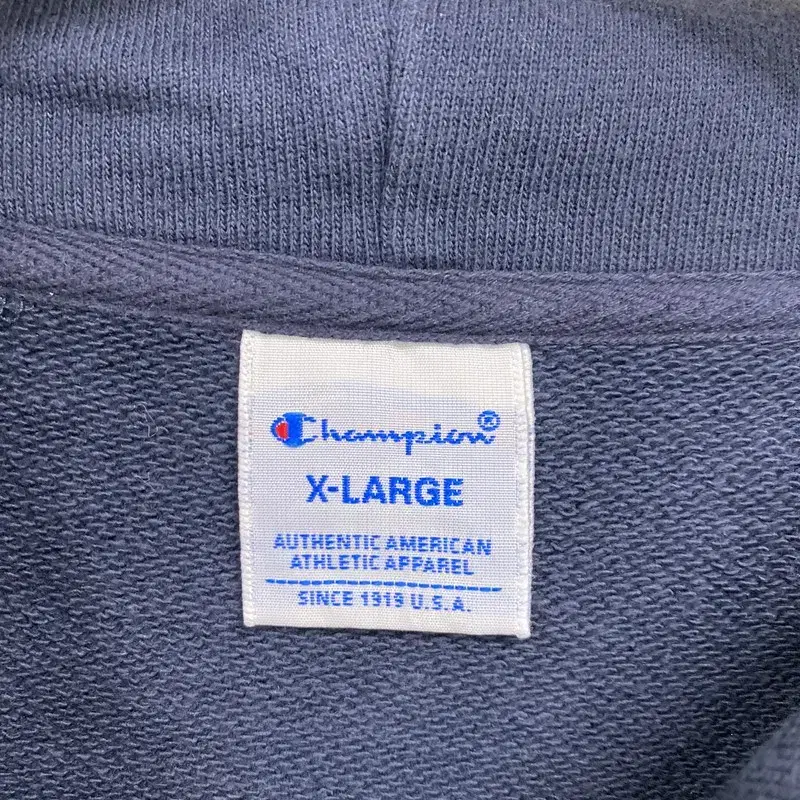 Champion®
X-LARGE
AUTHENTIC AMERICAN
ATHLETIC APPAREL
SINCE 1919 U.S.A.